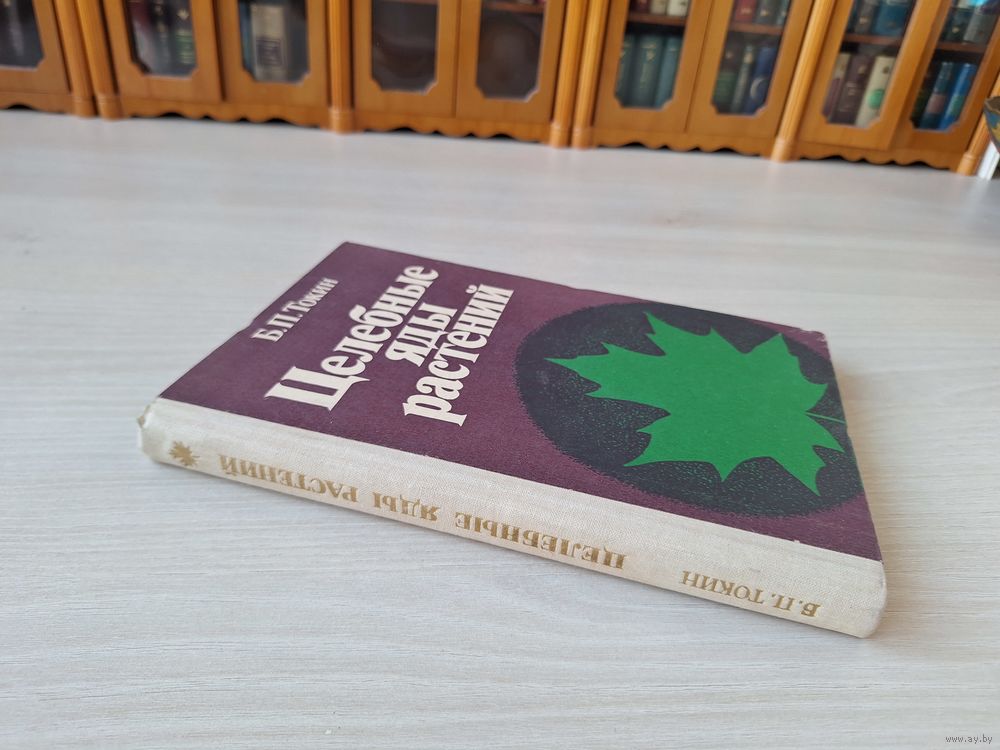 Б.П.Токин
Целебные
яды
растений
Б.П. ТОКИН ЦЕЛЕБНЫЕ ЯДЫ РАСТЕНИЙ
www.ay.by